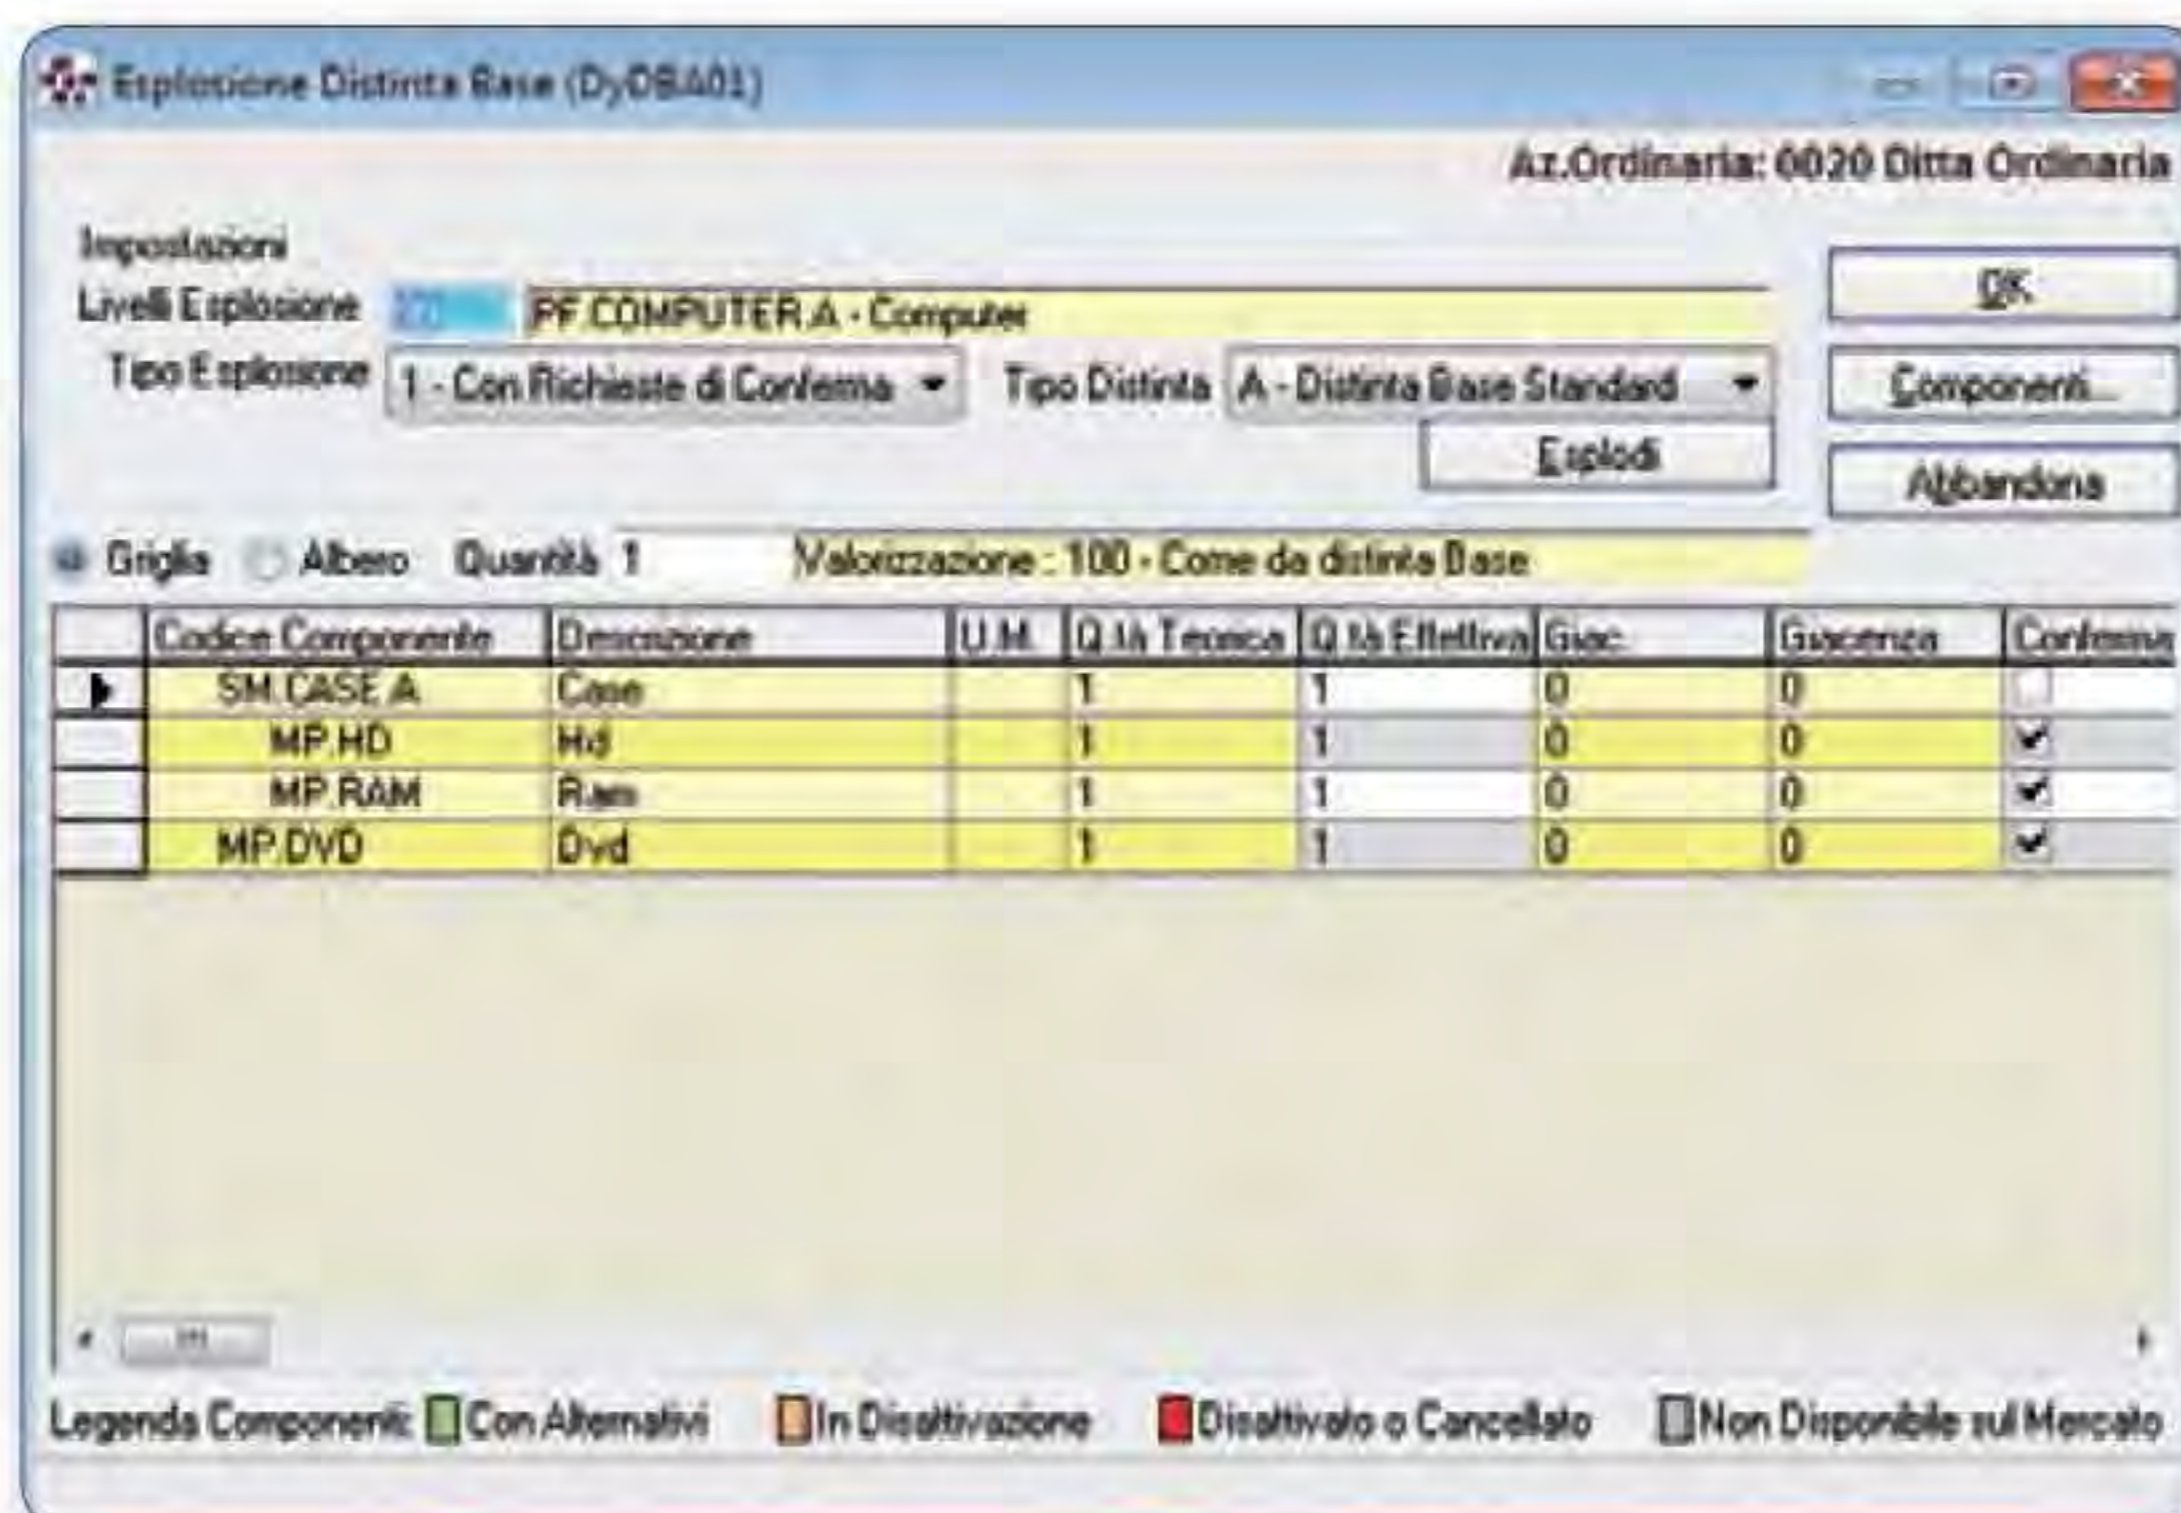 Esplosione Distinta Base (DyDBA01)
Az.Ordinaria: 0020 Ditta Ordinaria
Impostazioni
Livelli Esplosione PF.COMPUTER.A - Computer
OK
Tipo Esplosione 1 - Con Richieste di Conferma Tipo Distinta A - Distinta Base Standard
Componenti...
Esplodi
Abbandona
Griglia Albero Quantità 1 Valorizzazione : 100 - Come da distinta Base
Codice Componente Descrizione U.M. Q.tà Teorica Q.tà Effettiva Giac. Giacenza Conferma
SM.CASE.A Case 1 1 0 0
MP.HD Hd 1 1 0 0
MP.RAM Ram 1 1 0 0
MP.DVD Dvd 1 1 0 0
Legenda Componenti: Con Alternativi In Disattivazione Disattivato o Cancellato Non Disponibile sul Mercato